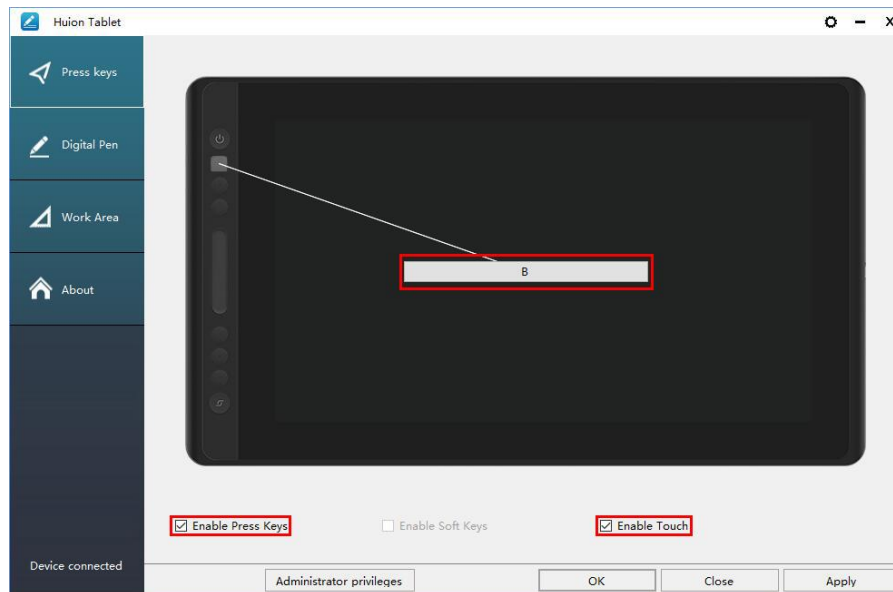 Huion Tablet
Press keys
Digital Pen
Work Area
About
B
Enable Press Keys
Enable Soft Keys
Enable Touch
Device connected
Administrator privileges
OK
Close
Apply